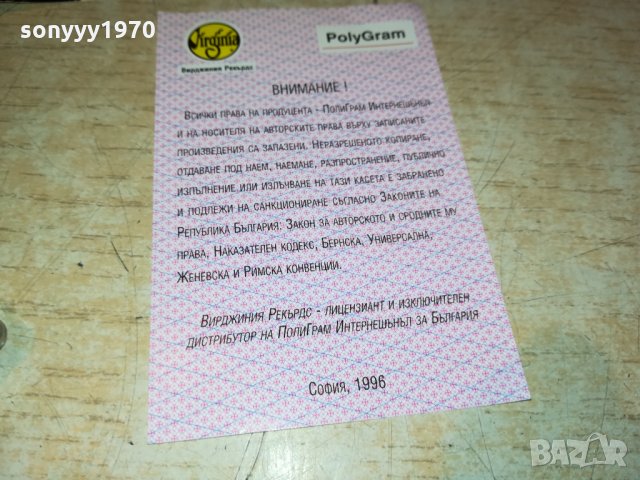 sonyyy1970
Virginia
Вирджиния Рекърдс
PolyGram
ВНИМАНИЕ !
Всички права на продуцента - ПолиГрам Интернешънъл
и на носителя на авторските права върху записаните
произведения са запазени. Неразрешеното копиране,
отдаване под наем, наемане, разпространение, публично
изпълнение или излъчване на тази касета е забранено
и подлежи на санкциониране съгласно Законите на
Република България: Закон за авторското и сродните му
права, Наказателен кодекс, Бернска, Универсална,
Женевска и Римска конвенции.
Вирджиния Рекърдс - лицензиант и изключителен
дистрибутор на ПолиГрам Интернешънъл за България
София, 1996
BAZAR